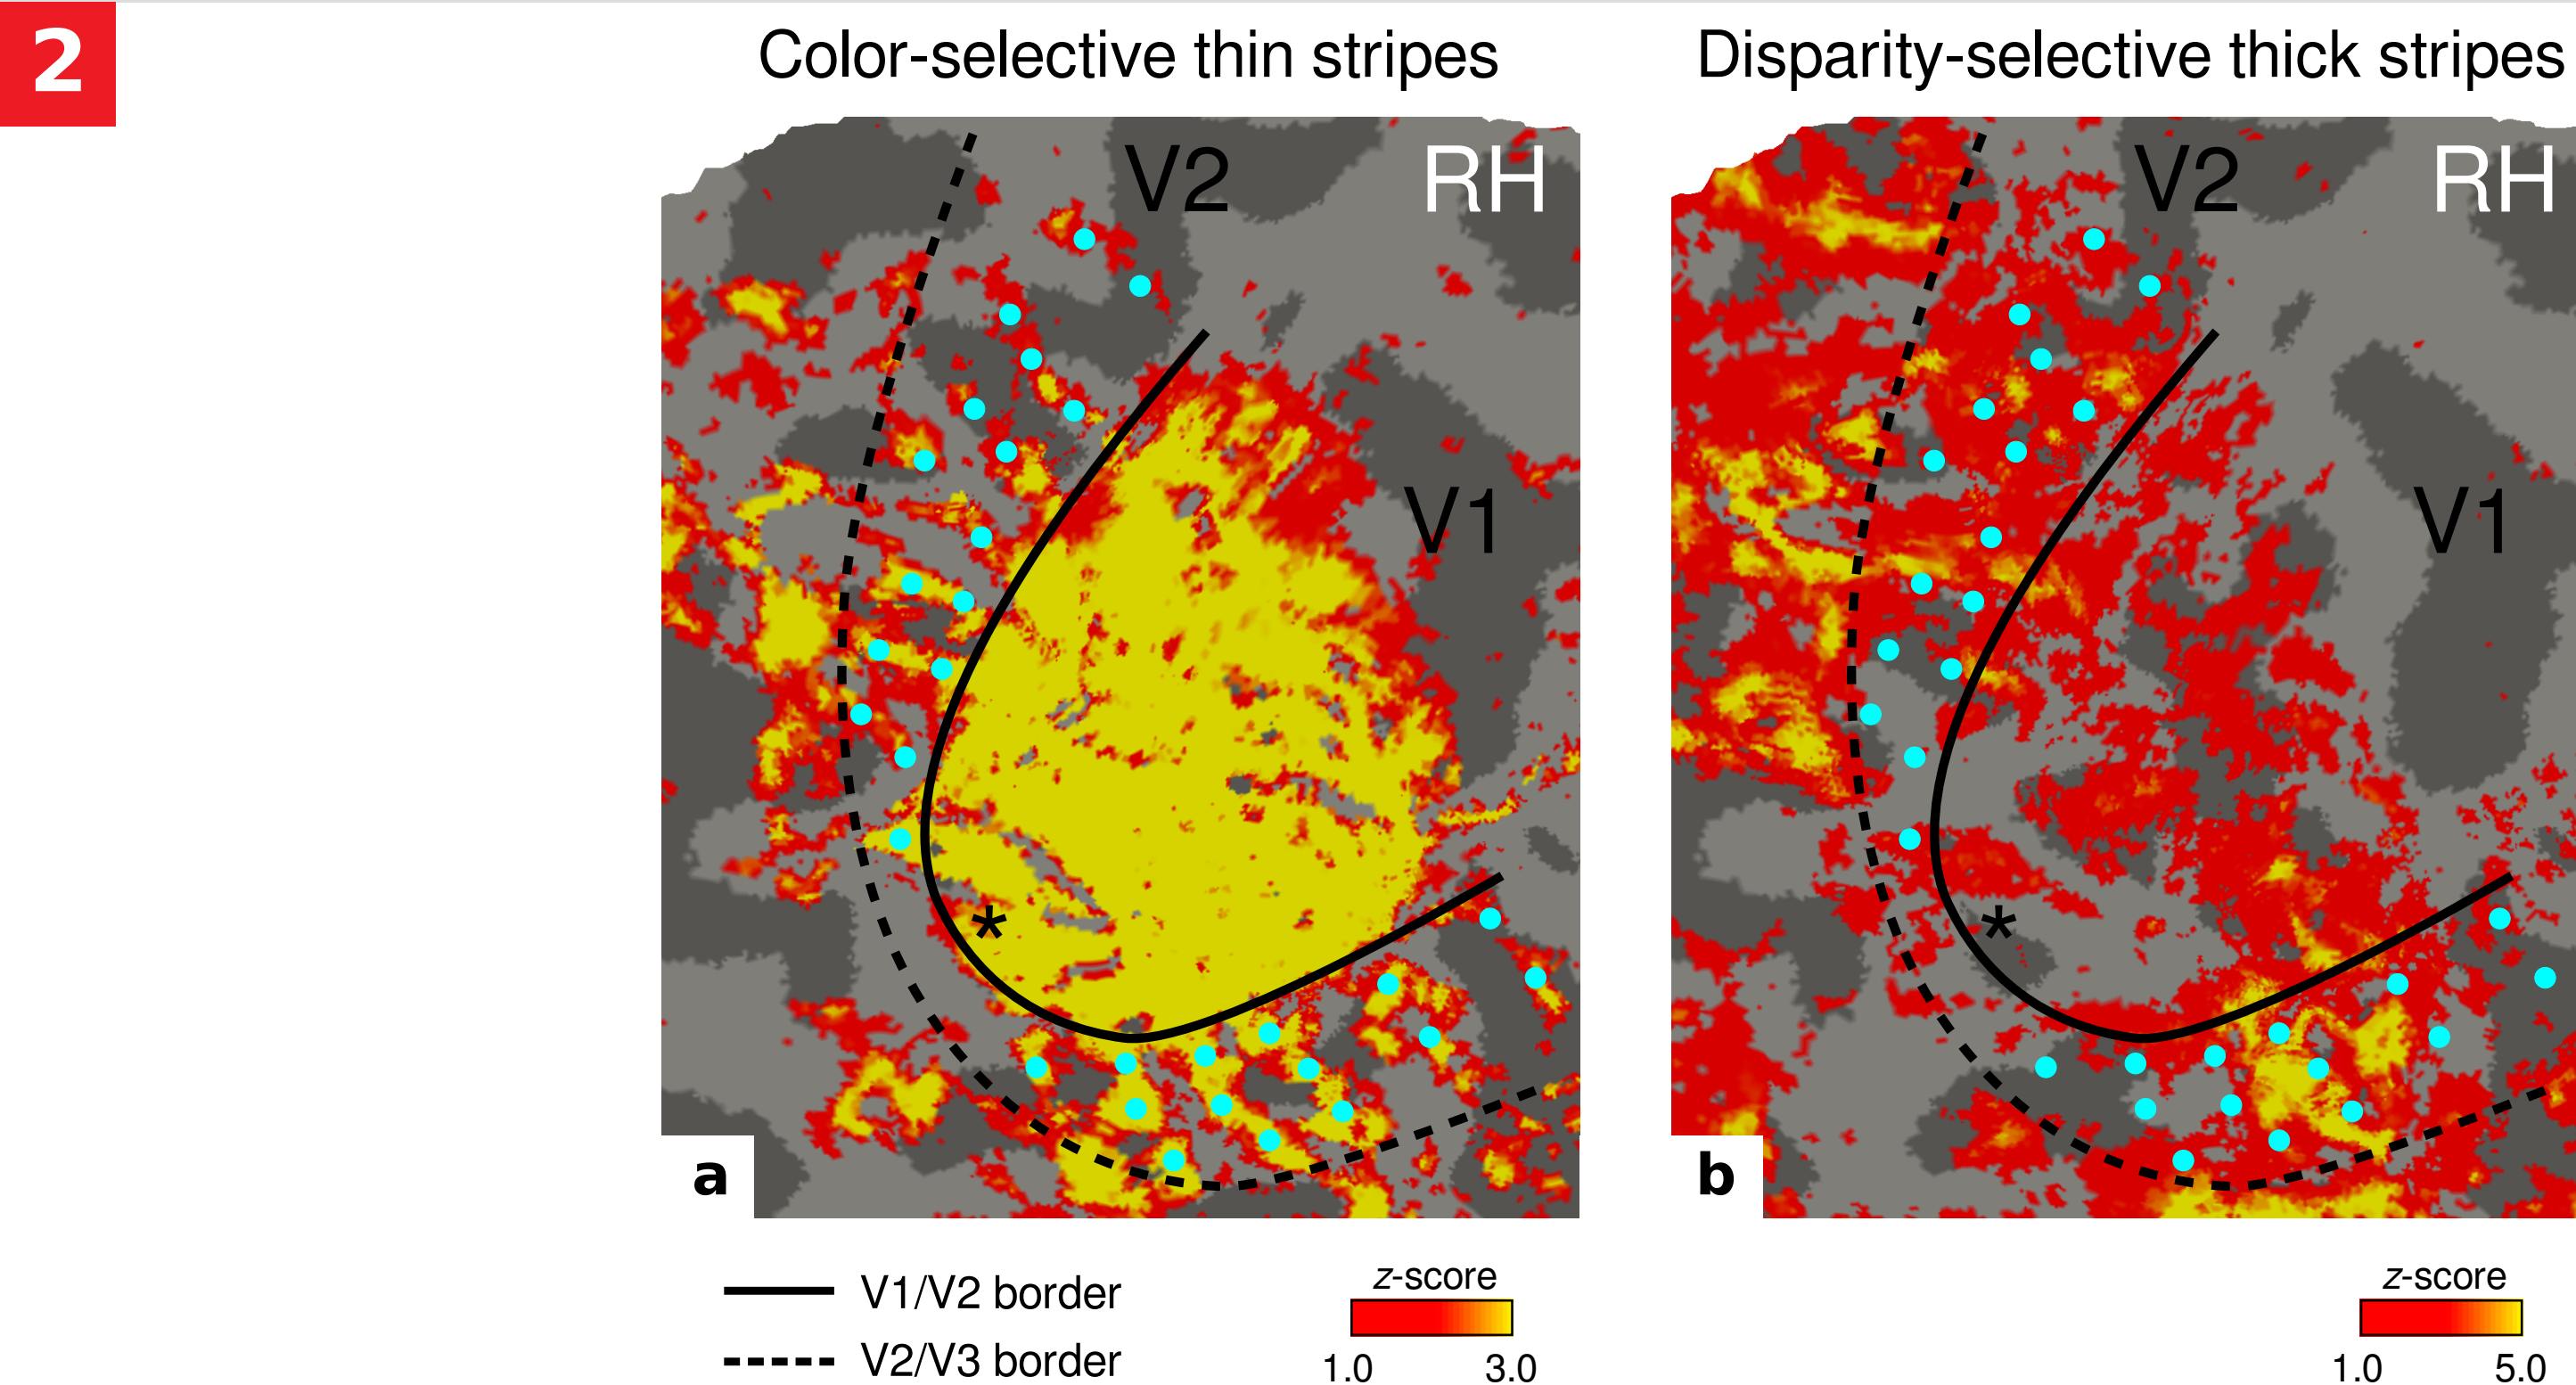 2
Color-selective thin stripes
Disparity-selective thick stripes
V2
RH
V1
*
a
V2
RH
V1
*
b
V1/V2 border
V2/V3 border
z-score
1.0 3.0
z-score
1.0 5.0